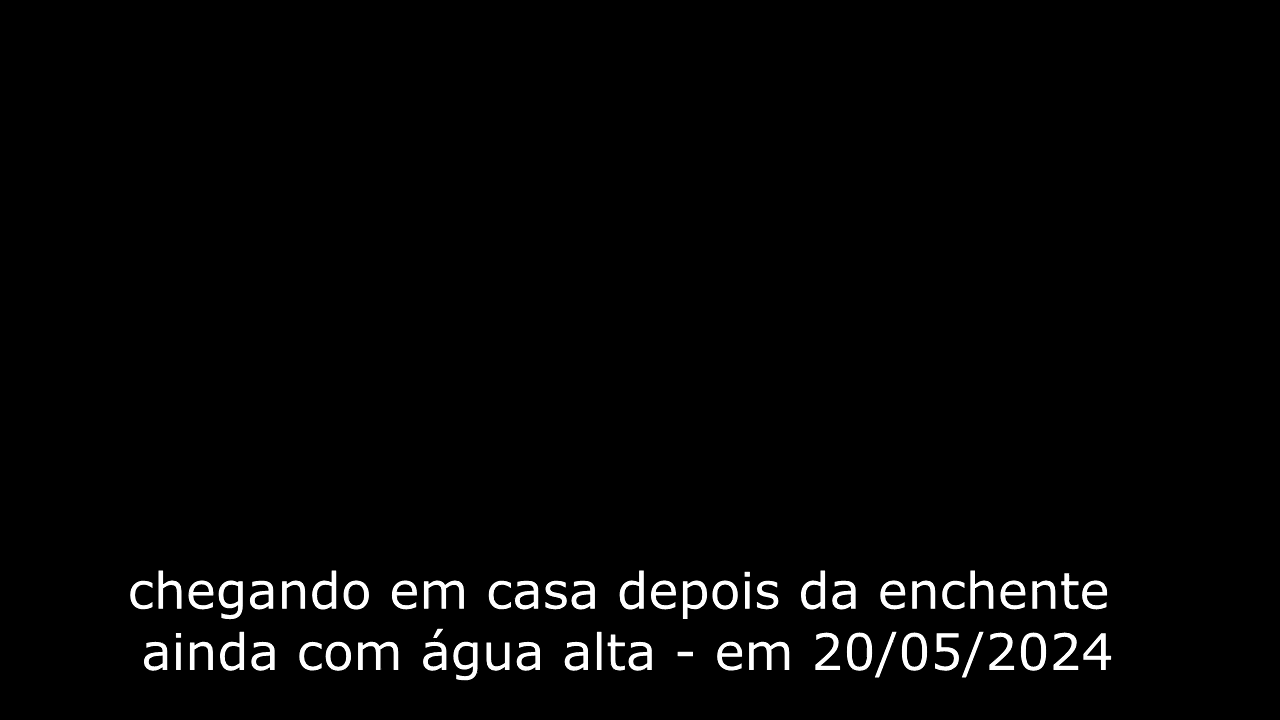 chegando em casa depois da enchente
ainda com água alta - em 20/05/2024